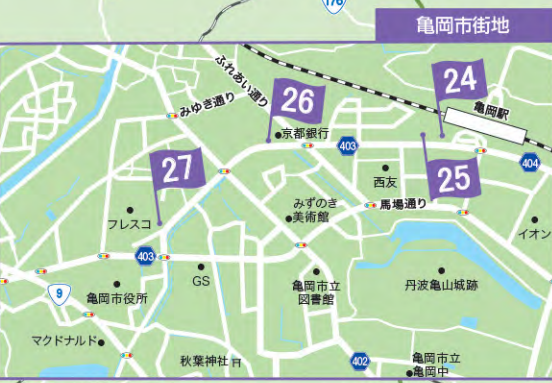 176
亀岡市街地
ふれあい通り
みゆき通り
24
亀岡駅
26
京都銀行
403
404
27
25
西友
フレスコ
みずのき
美術館
馬場通り
イオン
403
GS
9
亀岡市役所
亀岡市立
図書館
丹波亀山城跡
マクドナルド
秋葉神社
402
亀岡市立
亀岡中